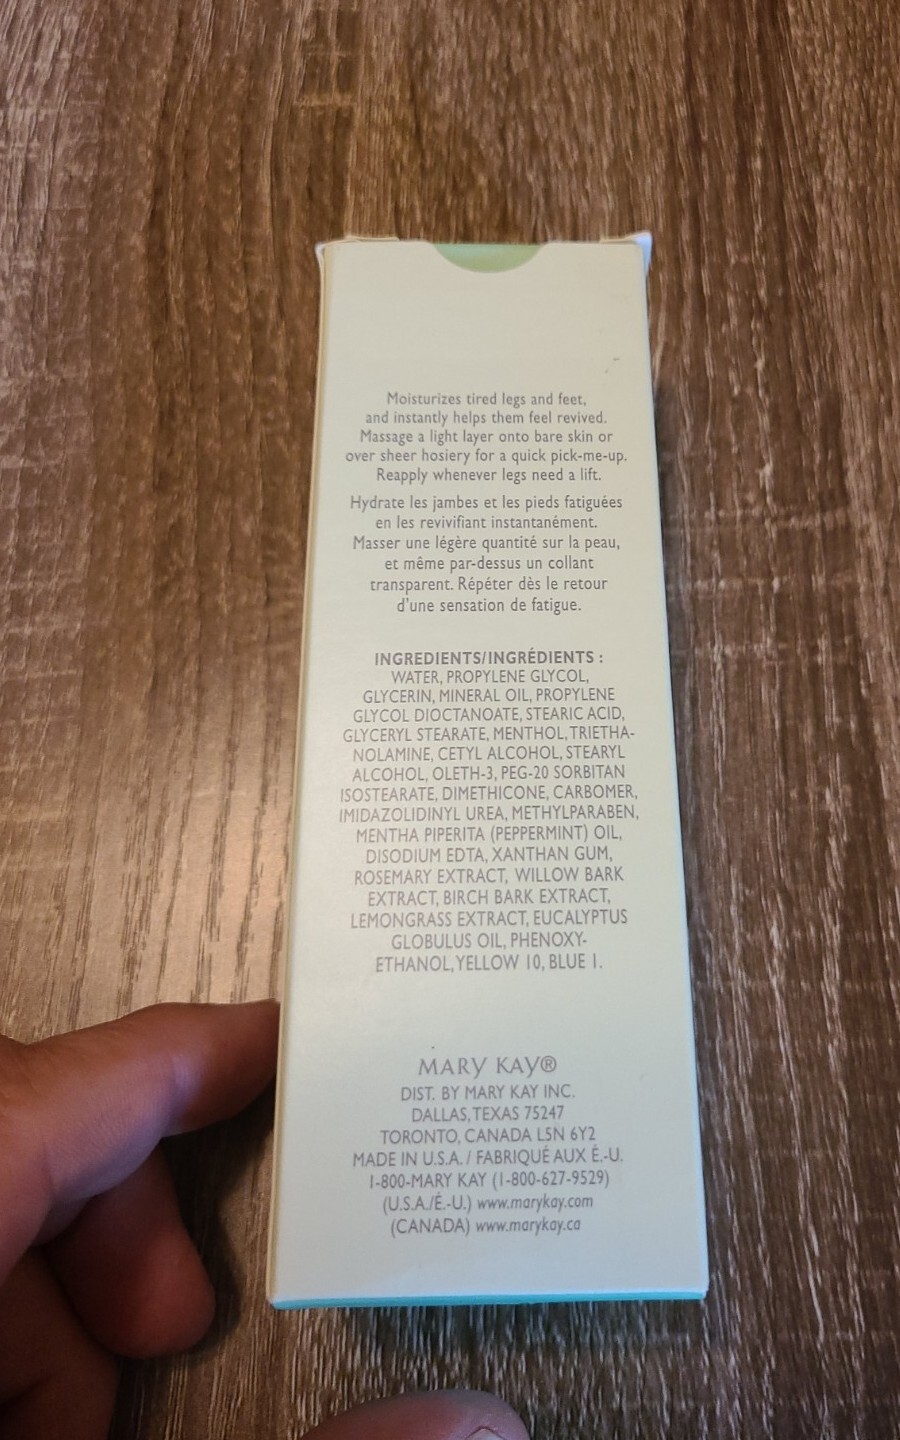 Moisturizes tired legs and feet,
and instantly helps them feel revived.
Massage a light layer onto bare skin or
over sheer hosiery for a quick pick-me-up.
Reapply whenever legs need a lift.
Hydrate les jambes et les pieds fatiguées
en les revivifiant instantanément.
Masser une légère quantité sur la peau,
et même par-dessus un collant
transparent. Répéter dès le retour
d'une sensation de fatigue.
INGREDIENTS/INGRÉDIENTS :
WATER, PROPYLENE GLYCOL,
GLYCERIN, MINERAL OIL, PROPYLENE
GLYCOL DIOCTANOATE, STEARIC ACID,
GLYCERYL STEARATE, MENTHOL, TRIETHA-
NOLAMINE, CETYL ALCOHOL, STEARYL
ALCOHOL, OLETH-3, PEG-20 SORBITAN
ISOSTEARATE, DIMETHICONE, CARBOMER,
IMIDAZOLIDINYL UREA, METHYLPARABEN,
MENTHA PIPERITA (PEPPERMINT) OIL,
DISODIUM EDTA, XANTHAN GUM,
ROSEMARY EXTRACT, WILLOW BARK
EXTRACT, BIRCH BARK EXTRACT,
LEMONGRASS EXTRACT, EUCALYPTUS
GLOBULUS OIL, PHENOXY-
ETHANOL, YELLOW 10, BLUE 1.
MARY KAY®
DIST. BY MARY KAY INC.
DALLAS, TEXAS 75247
TORONTO, CANADA L5N 6Y2
MADE IN U.S.A. / FABRIQUÉ AUX É.-U.
1-800-MARY KAY (1-800-627-9529)
(U.S.A./É.-U.) www.marykay.com
(CANADA) www.marykay.ca